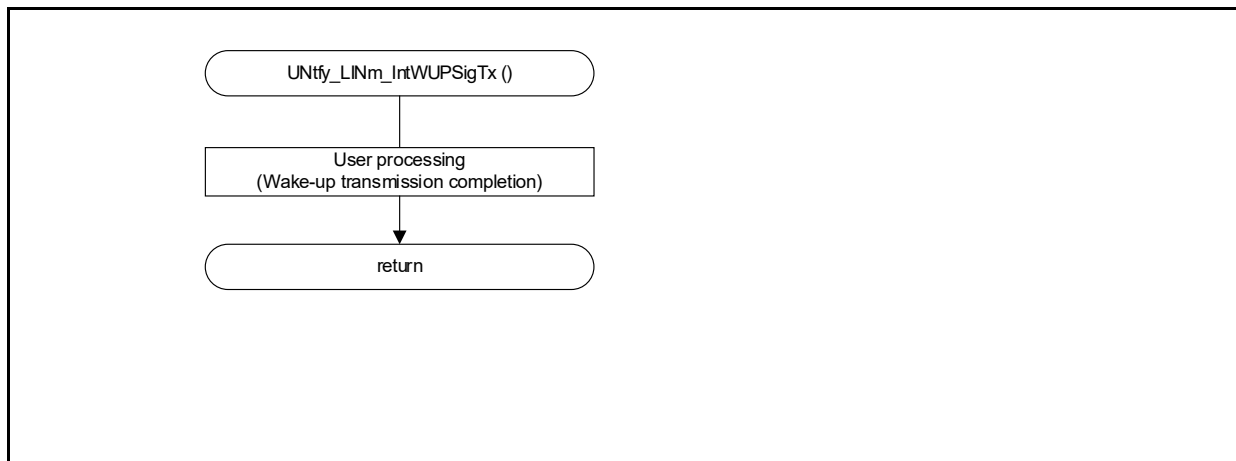 UNtfy_LINm_IntWUPSigTx ()
User processing
(Wake-up transmission completion)
return